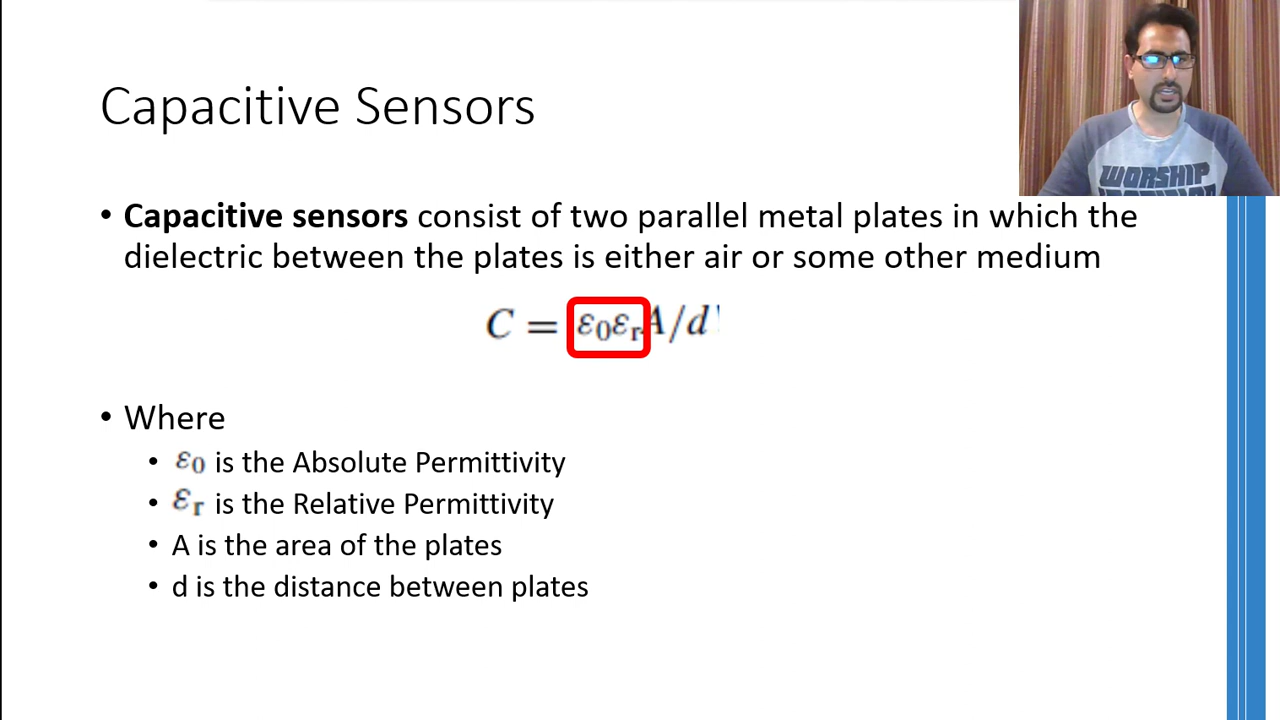 Capacitive Sensors
WORSHIP
• Capacitive sensors consist of two parallel metal plates in which the
dielectric between the plates is either air or some other medium
C = ε₀εᵣA/d
• Where
• ε₀ is the Absolute Permittivity
• εᵣ is the Relative Permittivity
• A is the area of the plates
• d is the distance between plates